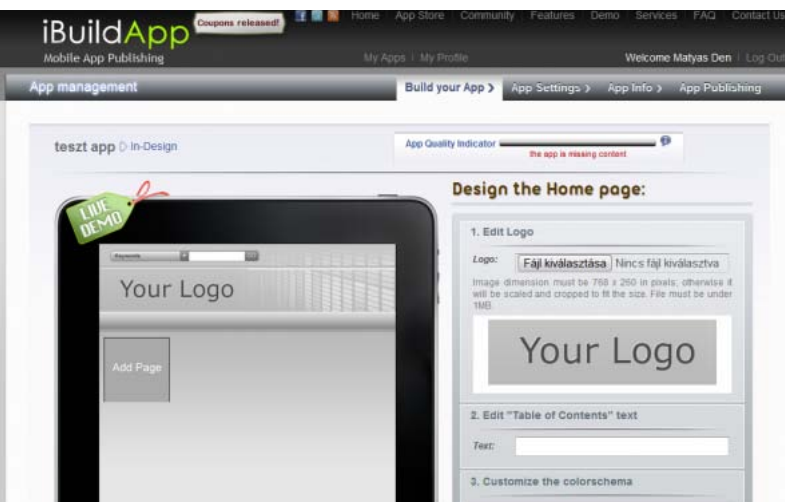 iBuildApp
Coupons released!
Home App Store Community Features Demo Services FAQ Contact Us
Mobile App Publishing
My Apps | My Profile
Welcome Matyas Den | Log Out
App management
Build your App > App Settings > App Info > App Publishing
teszt app In-Design
App Quality Indicator
the app is missing content
LIVE DEMO
Keywords
Your Logo
Add Page
Design the Home page:
1. Edit Logo
Logo: Fájl kiválasztása Nincs fájl kiválasztva
Image dimension must be 768 x 260 in pixels; otherwise it
will be scaled and cropped to fit the size. File must be under
1MB.
Your Logo
2. Edit "Table of Contents" text
Text:
3. Customize the colorschema